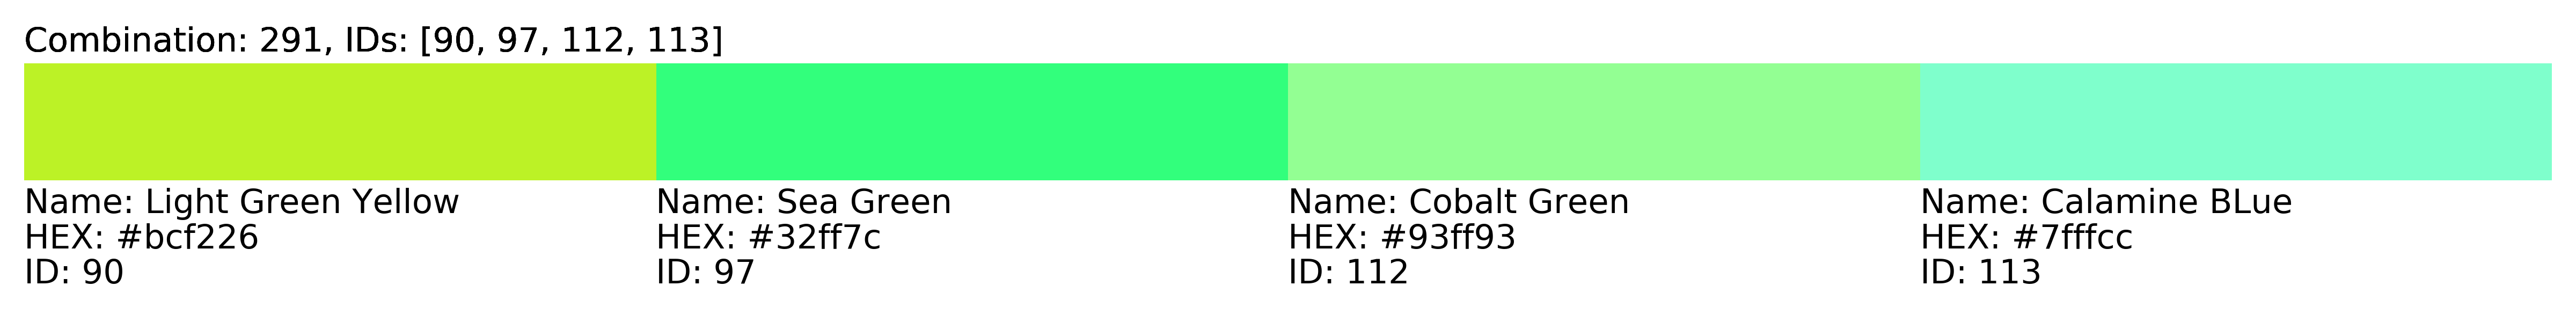 Combination: 291, IDs: [90, 97, 112, 113]
Name: Light Green Yellow
HEX: #bcf226
ID: 90
Name: Sea Green
HEX: #32ff7c
ID: 97
Name: Cobalt Green
HEX: #93ff93
ID: 112
Name: Calamine BLue
HEX: #7fffcc
ID: 113